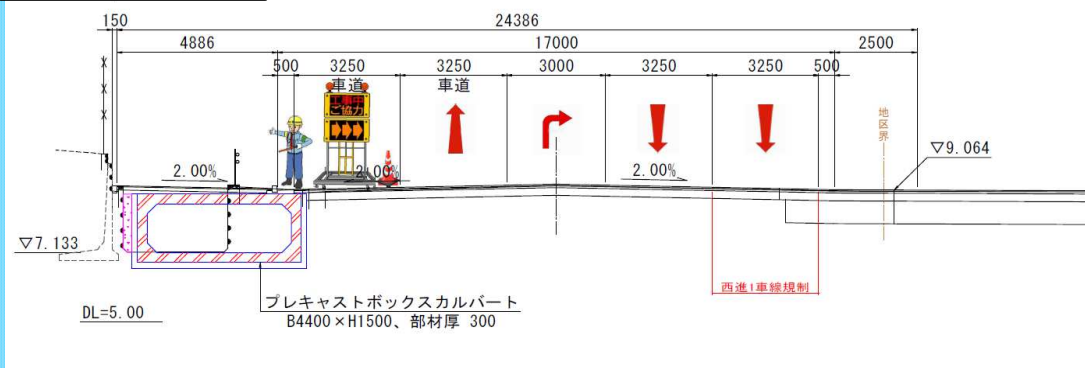 150
24386
4886
17000
2500
500
3250
3250
3000
3250
3250
500
車道
車道
工事中
ご協力
地区界
▽9.064
2.00%
2.00%
2.00%
▽7.133
西進1車線規制
プレキャストボックスカルバート
B4400×H1500、部材厚 300
DL=5.00